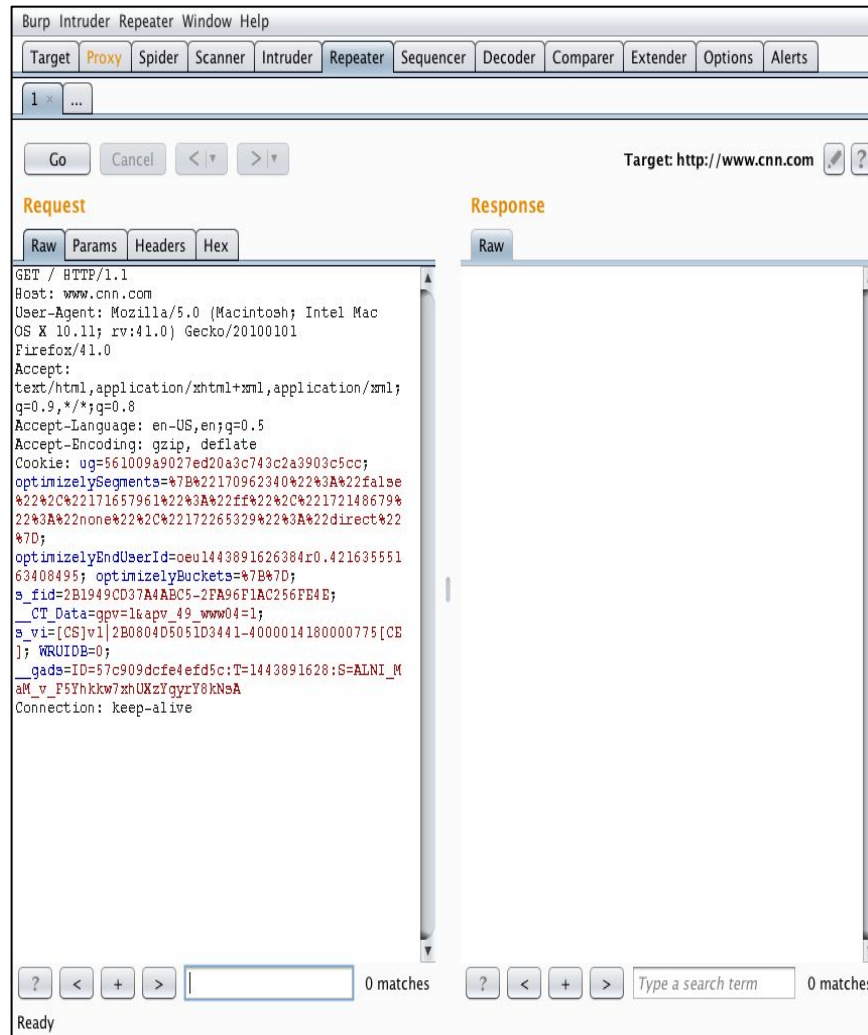 Burp Intruder Repeater Window Help
Target Proxy Spider Scanner Intruder Repeater Sequencer Decoder Comparer Extender Options Alerts
1 × ...
Go Cancel < > Target: http://www.cnn.com ?
Request Response
Raw Params Headers Hex Raw
GET / HTTP/1.1
Host: www.cnn.com
User-Agent: Mozilla/5.0 (Macintosh; Intel Mac
OS X 10.11; rv:41.0) Gecko/20100101
Firefox/41.0
Accept:
text/html,application/xhtml+xml,application/xml;
q=0.9,*/*;q=0.8
Accept-Language: en-US,en;q=0.5
Accept-Encoding: gzip, deflate
Cookie: ug=561009a9027ed20a3c743c2a3903c5cc;
optimizelySegments=%7B%22170962340%22%3A%22false
%22%2C%22171657961%22%3A%22ff%22%2C%22172148679%
22%3A%22none%22%2C%22172265329%22%3A%22direct%22
%7D;
optimizelyEndUserId=oeu1443891626384r0.421635551
63408495; optimizelyBuckets=%7B%7D;
s_fid=2B1949CD37A4ABC5-2FA96F1AC256FE4E;
__CT_Data=gpv=1&apv_49_www04=1;
s_vi=[CS]v1|2B0804D5051D3441-4000014180000775[CE
]; WRUIDB=0;
__gads=ID=57c909dcfe4efd5c:T=1443891628:S=ALNI_M
aM_v_F5Yhkkw7xhUXzYgyrY8kNsA
Connection: keep-alive
? < + > 0 matches ? < + > Type a search term 0 matches
Ready